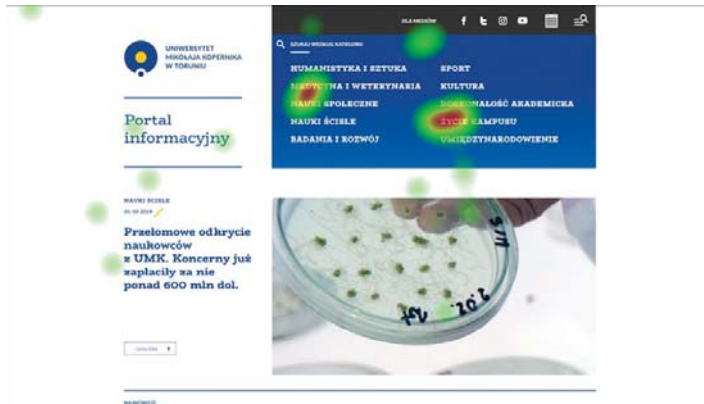 DLA MEDIÓW
UNIWERSYTET
MIKOŁAJA KOPERNIKA
W TORUNIU
SZUKAJ WEDŁUG KATEGORII
HUMANISTYKA I SZTUKA
MEDYCYNA I WETERYNARIA
NAUKI SPOŁECZNE
NAUKI ŚCISŁE
BADANIA I ROZWÓJ
SPORT
KULTURA
DOSKONAŁOŚĆ AKADEMICKA
ŻYCIE KAMPUSU
UMIĘDZYNARODOWIENIE
Portal
informacyjny
NAUKI ŚCISŁE
Przełomowe odkrycie
naukowców
z UMK. Koncerny już
zapłaciły za nie
ponad 600 mln dol.